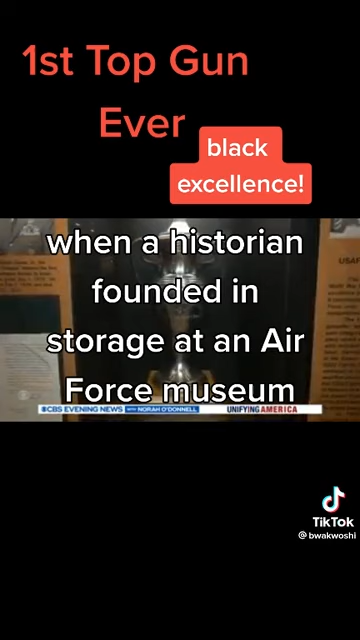 1st Top Gun
Ever
black
excellence!
when a historian
founded in
storage at an Air
Force museum
CBS EVENING NEWS WITH NORAH O'DONNELL UNIFYING AMERICA
TikTok
@bwakwoshi